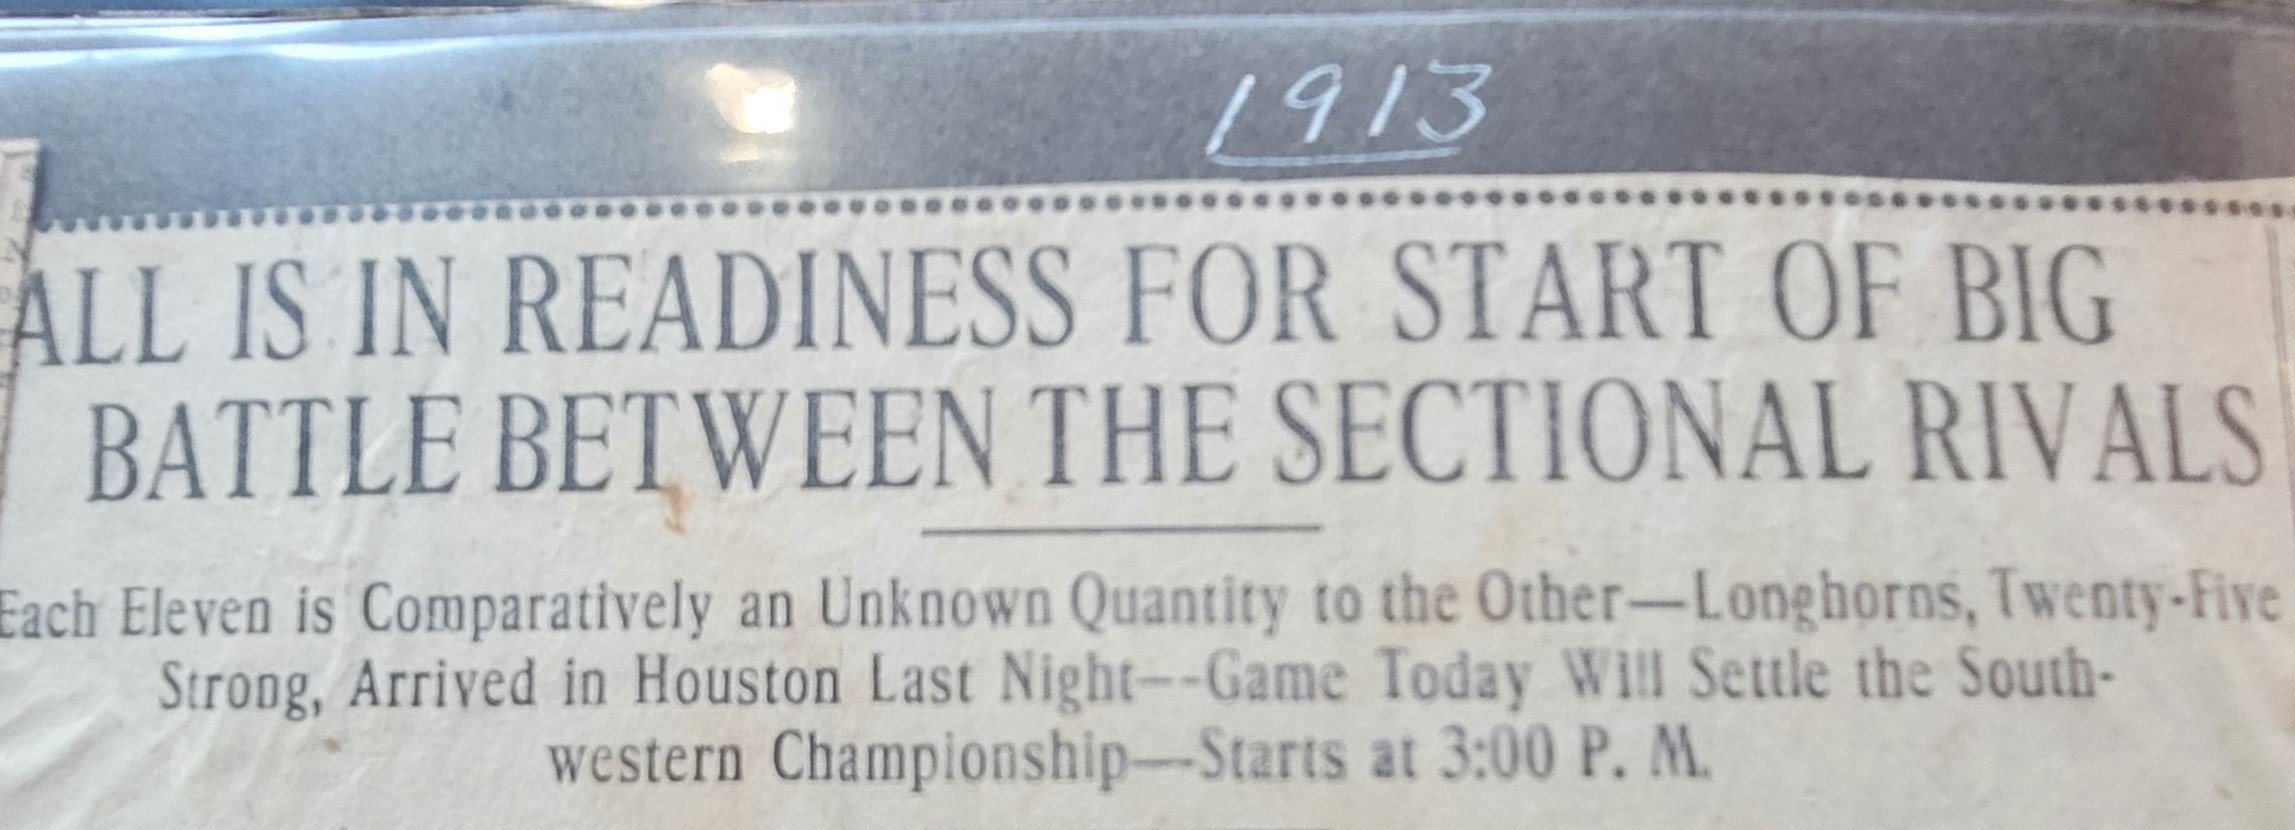 1913
ALL IS IN READINESS FOR START OF BIG
BATTLE BETWEEN THE SECTIONAL RIVALS
Each Eleven is Comparatively an Unknown Quantity to the Other—Longhorns, Twenty-Five
Strong, Arrived in Houston Last Night--Game Today Will Settle the South-
western Championship—Starts at 3:00 P. M.